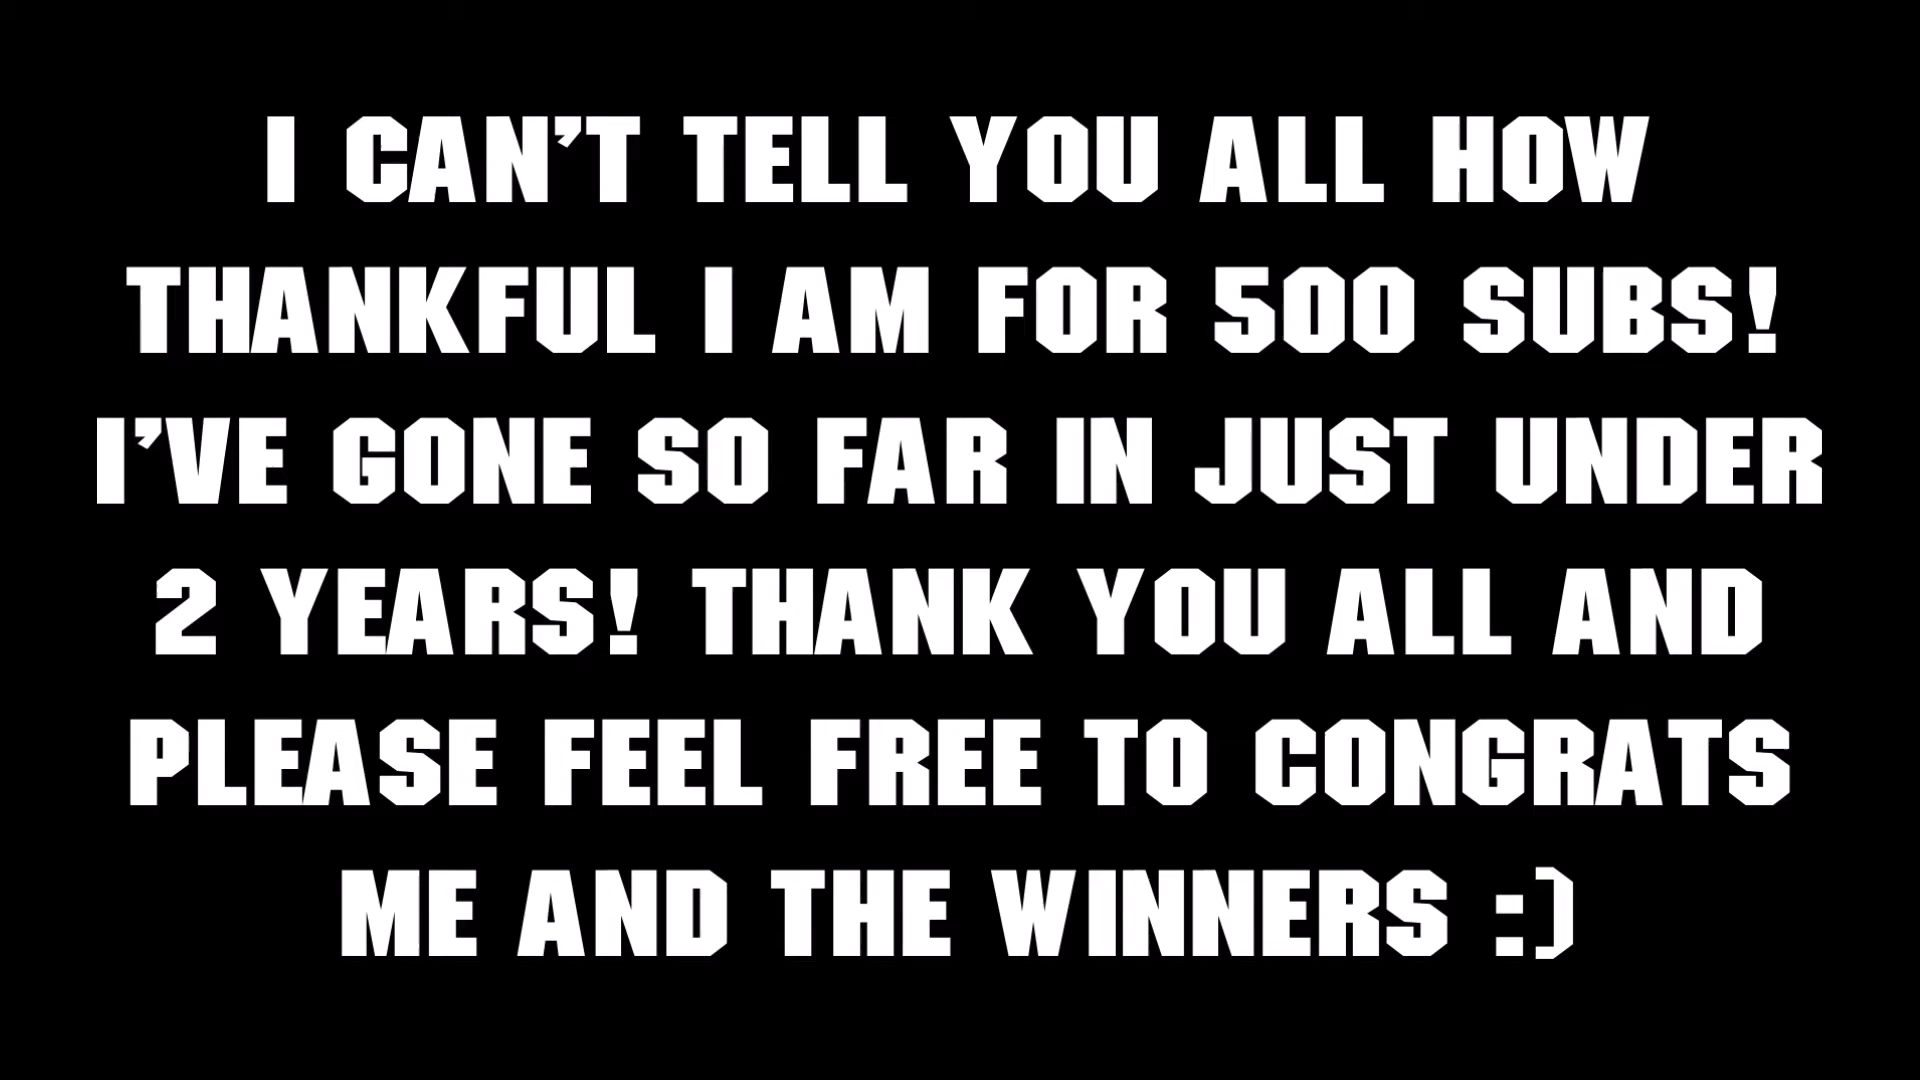 I CAN'T TELL YOU ALL HOW
THANKFUL I AM FOR 500 SUBS!
I'VE GONE SO FAR IN JUST UNDER
2 YEARS! THANK YOU ALL AND
PLEASE FEEL FREE TO CONGRATS
ME AND THE WINNERS :)